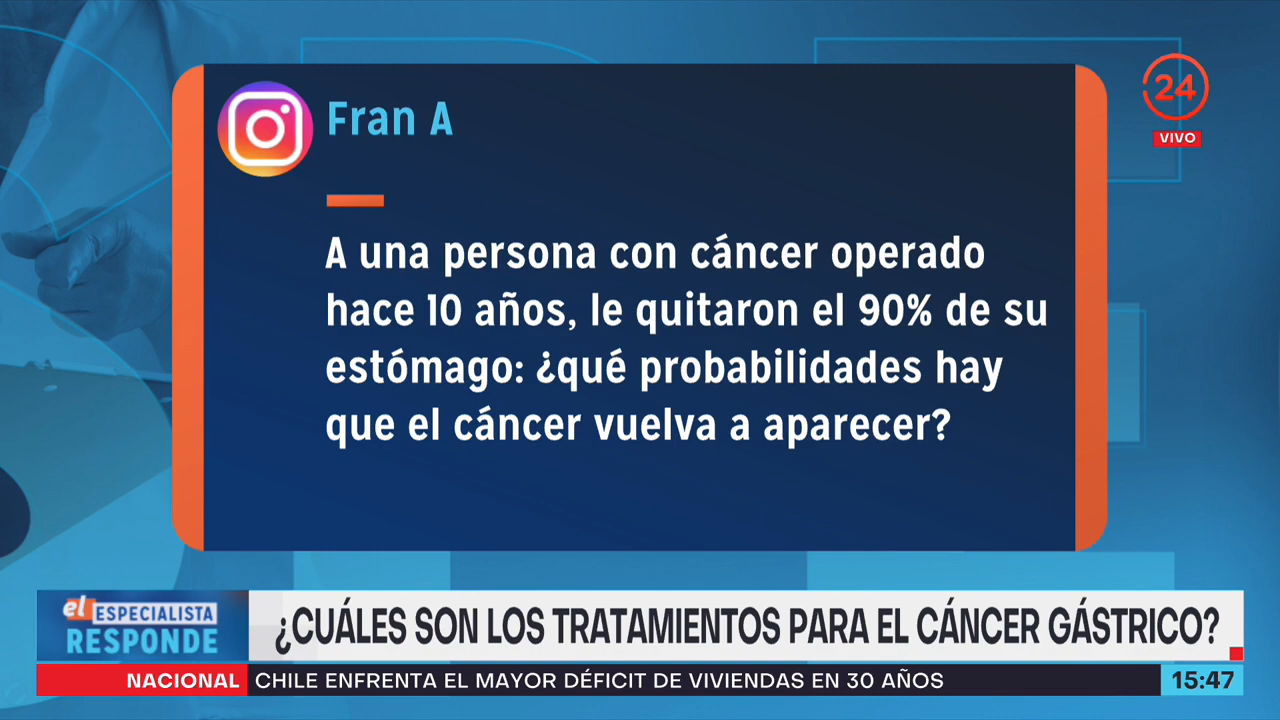 Fran A
24
VIVO
A una persona con cáncer operado
hace 10 años, le quitaron el 90% de su
estómago: ¿qué probabilidades hay
que el cáncer vuelva a aparecer?
el ESPECIALISTA
RESPONDE
¿CUÁLES SON LOS TRATAMIENTOS PARA EL CÁNCER GÁSTRICO?
NACIONAL CHILE ENFRENTA EL MAYOR DÉFICIT DE VIVIENDAS EN 30 AÑOS 15:47